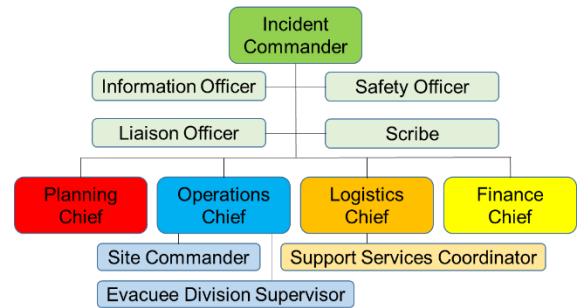 Incident
Commander
Information Officer
Safety Officer
Liaison Officer
Scribe
Planning
Chief
Operations
Chief
Logistics
Chief
Finance
Chief
Site Commander
Support Services Coordinator
Evacuee Division Supervisor